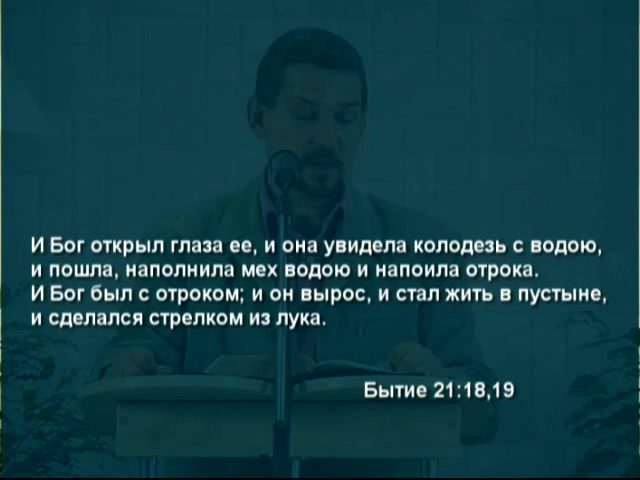 И Бог открыл глаза ее, и она увидела колодезь с водою,
и пошла, наполнила мех водою и напоила отрока.
И Бог был с отроком; и он вырос, и стал жить в пустыне,
и сделался стрелком из лука.
Бытие 21:18,19